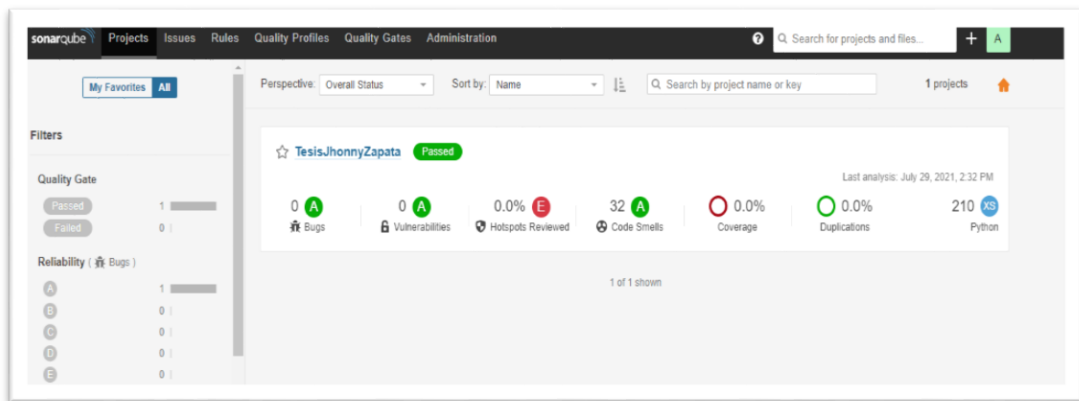 sonarqube Projects Issues Rules Quality Profiles Quality Gates Administration ? Search for projects and files... + A
My Favorites All Perspective: Overall Status Sort by: Name Search by project name or key 1 projects
Filters
TesisJhonnyZapata Passed
Last analysis: July 29, 2021, 2:32 PM
Quality Gate
Passed 1
Failed 0
0 A 0 A 0.0% E 32 A 0.0% 0.0% 210 XS
Bugs Vulnerabilities Hotspots Reviewed Code Smells Coverage Duplications Python
Reliability ( Bugs )
1 of 1 shown
A 1
B 0
C 0
D 0
E 0